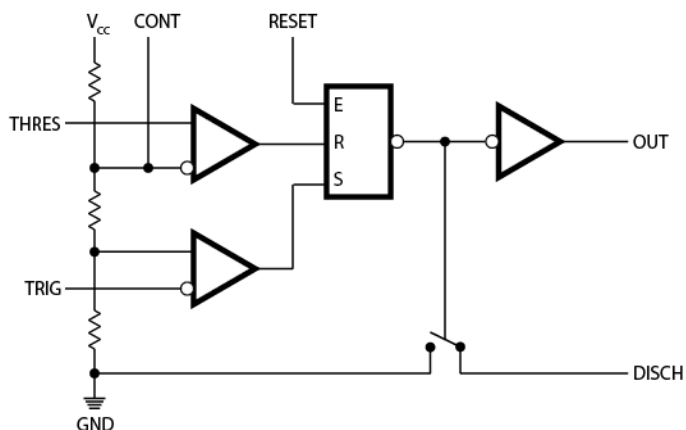 Vcc
CONT
RESET
THRES
E
R
S
OUT
TRIG
DISCH
GND